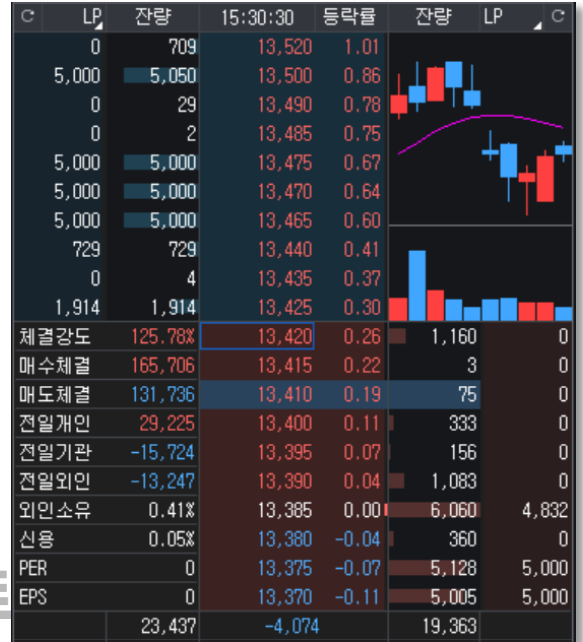 LP 잔량 15:30:30 등락률 잔량 LP
0 709 13,520 1.01
5,000 5,050 13,500 0.86
0 29 13,490 0.78
0 2 13,485 0.75
5,000 5,000 13,475 0.67
5,000 5,000 13,470 0.64
5,000 5,000 13,465 0.60
729 729 13,440 0.41
0 4 13,435 0.37
1,914 1,914 13,425 0.30
체결강도 125.78% 13,420 0.26 1,160 0
매수체결 165,706 13,415 0.22 3 0
매도체결 131,736 13,410 0.19 75 0
전일개인 29,225 13,400 0.11 333 0
전일기관 -15,724 13,395 0.07 156 0
전일외인 -13,247 13,390 0.04 1,083 0
외인소유 0.41% 13,385 0.00 6,060 4,832
신용 0.05% 13,380 -0.04 360 0
PER 0 13,375 -0.07 5,128 5,000
EPS 0 13,370 -0.11 5,005 5,000
23,437 -4,074 19,363